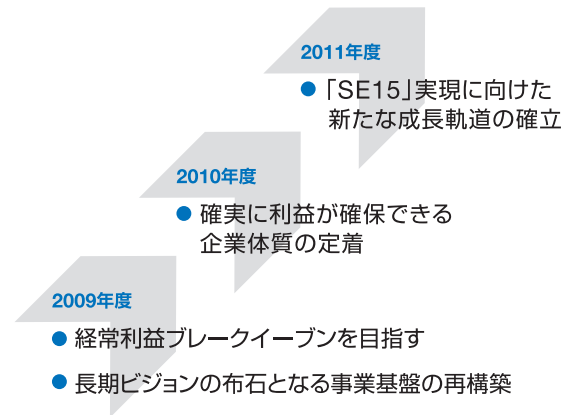 2011年度
● 「SE15」実現に向けた
新たな成長軌道の確立
2010年度
● 確実に利益が確保できる
企業体質の定着
2009年度
● 経常利益ブレークイーブンを目指す
● 長期ビジョンの布石となる事業基盤の再構築